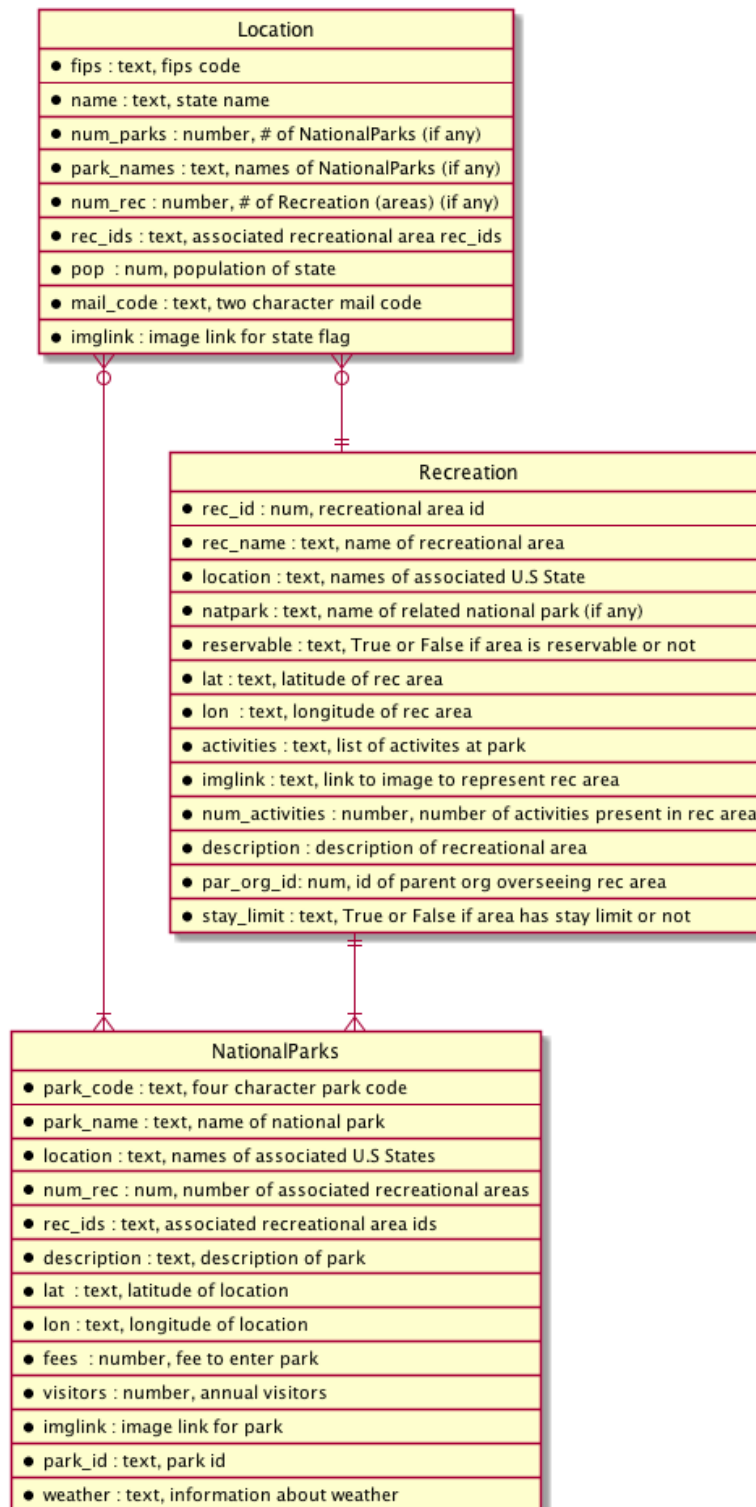 Location
fips : text, fips code
name : text, state name
num_parks : number, # of NationalParks (if any)
park_names : text, names of NationalParks (if any)
num_rec : number, # of Recreation (areas) (if any)
rec_ids : text, associated recreational area rec_ids
pop : num, population of state
mail_code : text, two character mail code
imglink : image link for state flag
Recreation
rec_id : num, recreational area id
rec_name : text, name of recreational area
location : text, names of associated U.S State
natpark : text, name of related national park (if any)
reservable : text, True or False if area is reservable or not
lat : text, latitude of rec area
lon : text, longitude of rec area
activities : text, list of activites at park
imglink : text, link to image to represent rec area
num_activities : number, number of activities present in rec area
description : description of recreational area
par_org_id: num, id of parent org overseeing rec area
stay_limit : text, True or False if area has stay limit or not
NationalParks
park_code : text, four character park code
park_name : text, name of national park
location : text, names of associated U.S States
num_rec : num, number of associated recreational areas
rec_ids : text, associated recreational area ids
description : text, description of park
lat : text, latitude of location
lon : text, longitude of location
fees : number, fee to enter park
visitors : number, annual visitors
imglink : image link for park
park_id : text, park id
weather : text, information about weather